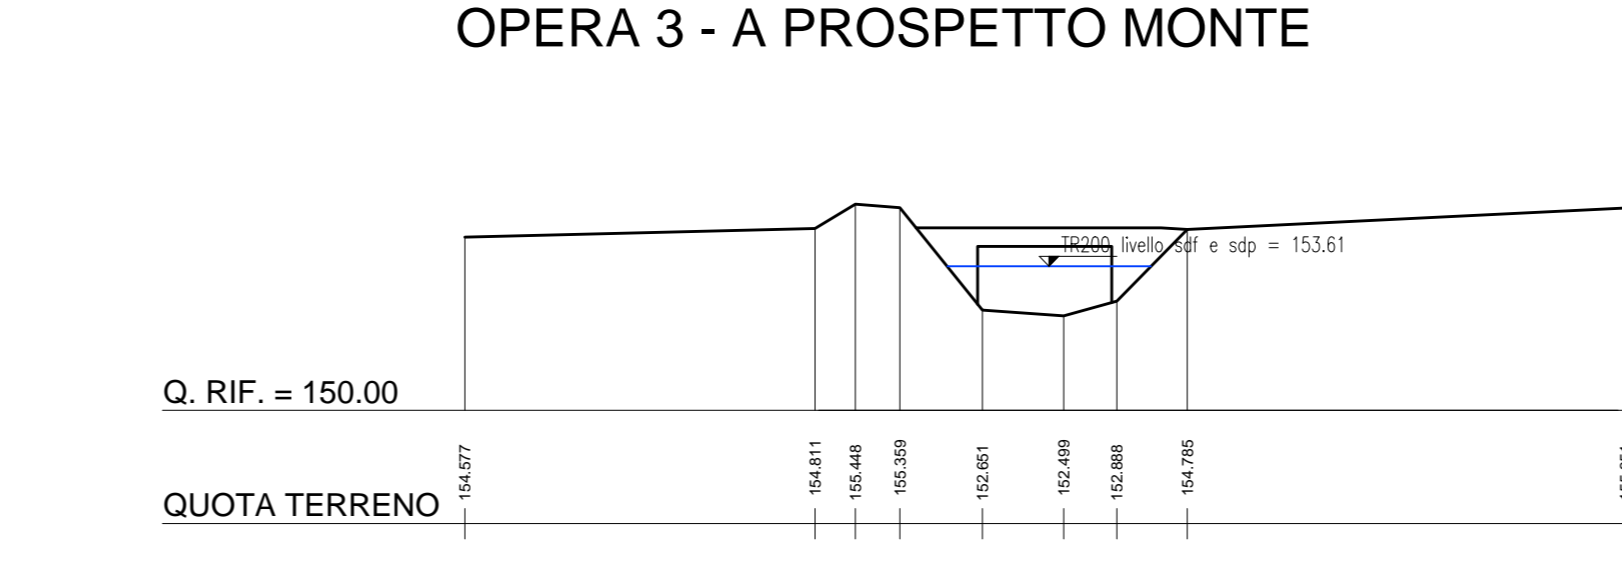 OPERA 3 - A PROSPETTO MONTE
TR200 livello sdf e sdp = 153.61
Q. RIF. = 150.00
154.577
154.811
155.448
155.359
152.651
152.499
152.888
154.785
QUOTA TERRENO